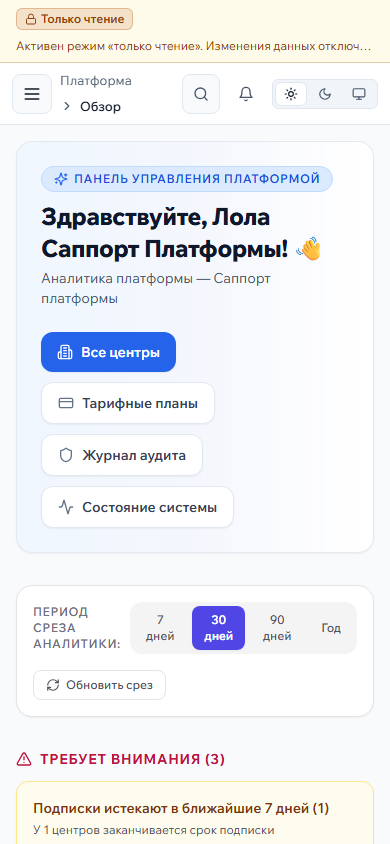 Только чтение
Активен режим «только чтение». Изменения данных отключ…
Платформа
Обзор
ПАНЕЛЬ УПРАВЛЕНИЯ ПЛАТФОРМОЙ
Здравствуйте, Лола
Саппорт Платформы! 👋
Аналитика платформы — Саппорт
платформы
Все центры
Тарифные планы
Журнал аудита
Состояние системы
ПЕРИОД
СРЕЗА
АНАЛИТИКИ:
7
дней
30
дней
90
дней
Год
Обновить срез
ТРЕБУЕТ ВНИМАНИЯ (3)
Подписки истекают в ближайшие 7 дней (1)
У 1 центров заканчивается срок подписки